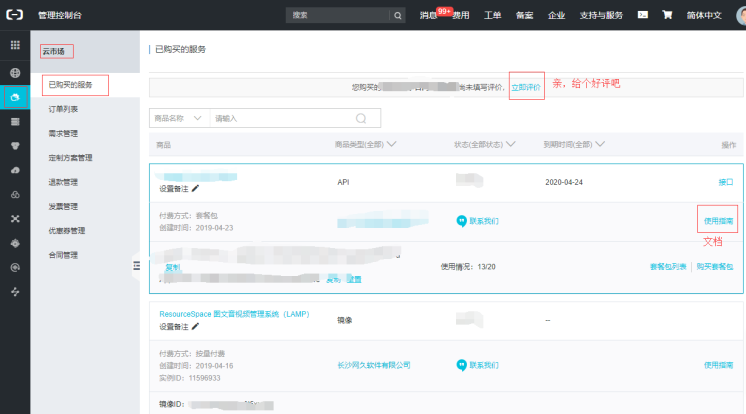 管理控制台
搜索
消息 99+ 费用 工单 备案 企业 支持与服务 简体中文
云市场
已购买的服务
订单列表
需求管理
定制方案管理
退款管理
发票管理
优惠券管理
合同管理
已购买的服务
您购买的
尚未填写评价,
立即评价
亲,给个好评吧
商品名称 请输入
商品 商品类型(全部) 状态(全部状态) 到期时间(全部) 操作
设置备注 API 2020-04-24 接口
付费方式:套餐包
创建时间:2019-04-23
联系我们 使用指南
文档
复制
使用情况:13/20 套餐包列表 购买套餐包
复制 重置
ResourceSpace 图文音视频管理系统(LAMP)
设置备注 镜像 --
付费方式:按量付费
创建时间:2019-04-16
实例ID:11596933
长沙网久软件有限公司 联系我们 使用指南
镜像ID: